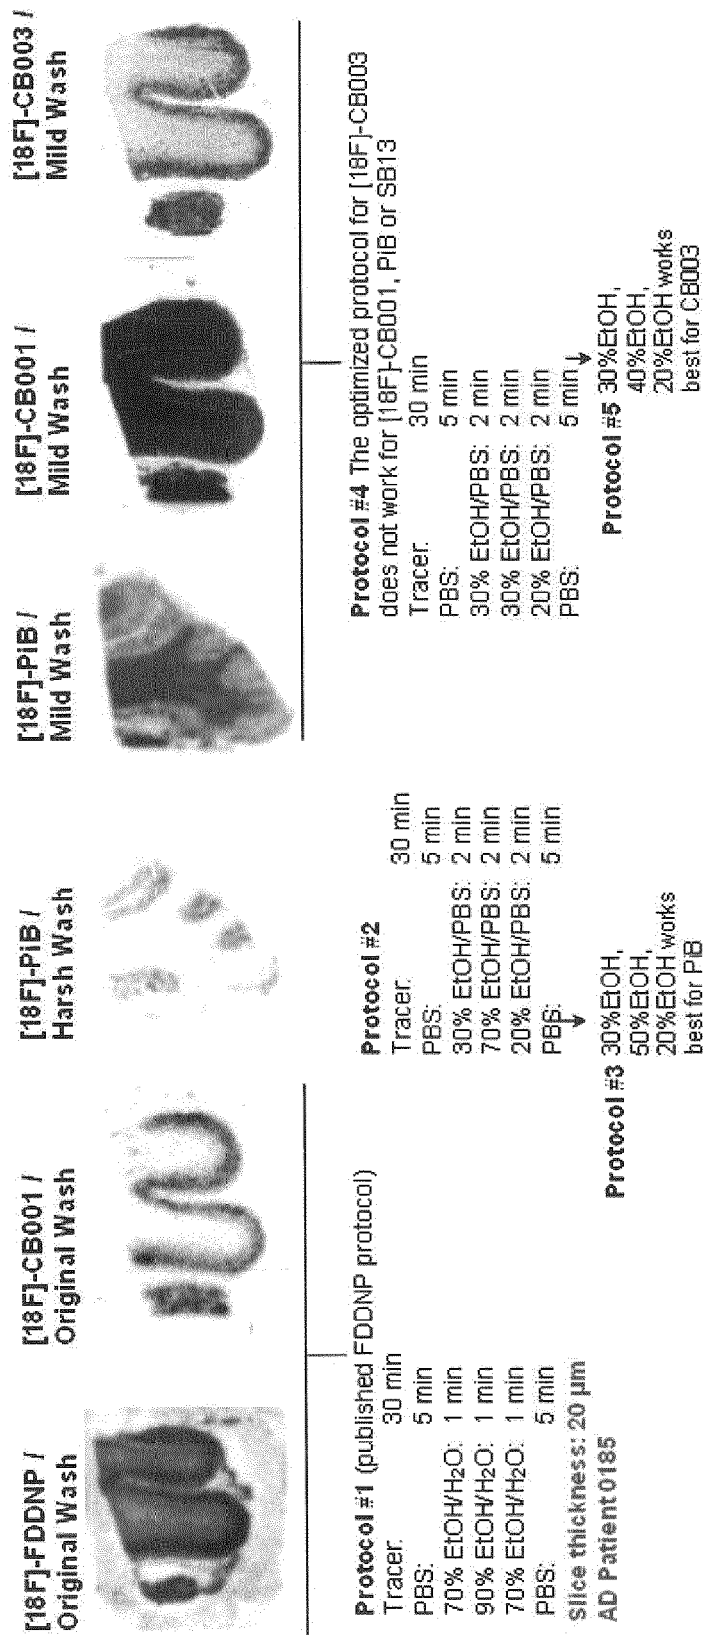 [18F]-FDDNP /
Original Wash
[18F]-CB001 /
Original Wash
[18F]-PiB /
Harsh Wash
[18F]-PiB /
Mild Wash
[18F]-CB001 /
Mild Wash
[18F]-CB003
Mild Wash
Protocol #1 (published FDDNP protocol)
Tracer: 30 min
PBS: 5 min
70% EtOH/H₂O: 1 min
90% EtOH/H₂O: 1 min
70% EtOH/H₂O: 1 min
PBS: 5 min
Slice thickness: 20 µm
AD Patient 0185
Protocol #2
Tracer: 30 min
PBS: 5 min
30% EtOH/PBS: 2 min
70% EtOH/PBS: 2 min
20% EtOH/PBS: 2 min
PBS: 5 min
Protocol #3 30%EtOH,
50%EtOH,
20%EtOH works
best for PiB
Protocol #4 The optimized protocol for [18F]-CB003
does not work for [18F]-CB001, PiB or SB13
Tracer: 30 min
PBS: 5 min
30% EtOH/PBS: 2 min
30% EtOH/PBS: 2 min
20% EtOH/PBS: 2 min
PBS: 5 min
Protocol #5 30%EtOH,
40%EtOH,
20%EtOH works
best for CB003